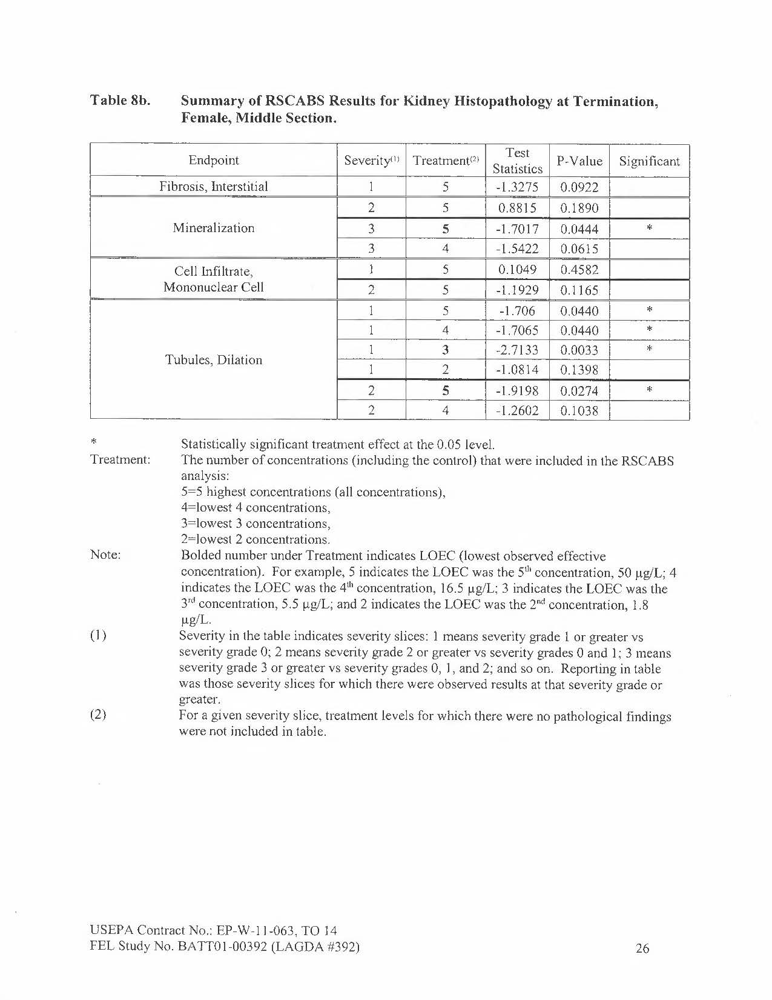 Table 8b. Summary of RSCABS Results for Kidney Histopathology at Termination,
Female, Middle Section.
Endpoint Severity(1) Treatment(2) Test Statistics P-Value Significant
Fibrosis, Interstitial 1 5 -1.3275 0.0922
2 5 0.8815 0.1890
Mineralization 3 5 -1.7017 0.0444 *
3 4 -1.5422 0.0615
Cell Infiltrate, 1 5 0.1049 0.4582
Mononuclear Cell 2 5 -1.1929 0.1165
1 5 -1.706 0.0440 *
1 4 -1.7065 0.0440 *
1 3 -2.7133 0.0033 *
Tubules, Dilation
1 2 -1.0814 0.1398
2 5 -1.9198 0.0274 *
2 4 -1.2602 0.1038
* Statistically significant treatment effect at the 0.05 level.
Treatment: The number of concentrations (including the control) that were included in the RSCABS
analysis:
5=5 highest concentrations (all concentrations),
4=lowest 4 concentrations,
3=lowest 3 concentrations,
2=lowest 2 concentrations.
Note: Bolded number under Treatment indicates LOEC (lowest observed effective
concentration). For example, 5 indicates the LOEC was the 5th concentration, 50 µg/L; 4
indicates the LOEC was the 4th concentration, 16.5 µg/L; 3 indicates the LOEC was the
3rd concentration, 5.5 µg/L; and 2 indicates the LOEC was the 2nd concentration, 1.8
µg/L.
(1) Severity in the table indicates severity slices: 1 means severity grade 1 or greater vs
severity grade 0; 2 means severity grade 2 or greater vs severity grades 0 and 1; 3 means
severity grade 3 or greater vs severity grades 0, 1, and 2; and so on. Reporting in table
was those severity slices for which there were observed results at that severity grade or
greater.
(2) For a given severity slice, treatment levels for which there were no pathological findings
were not included in table.
USEPA Contract No.: EP-W-11-063, TO 14
FEL Study No. BATT01-00392 (LAGDA #392) 26